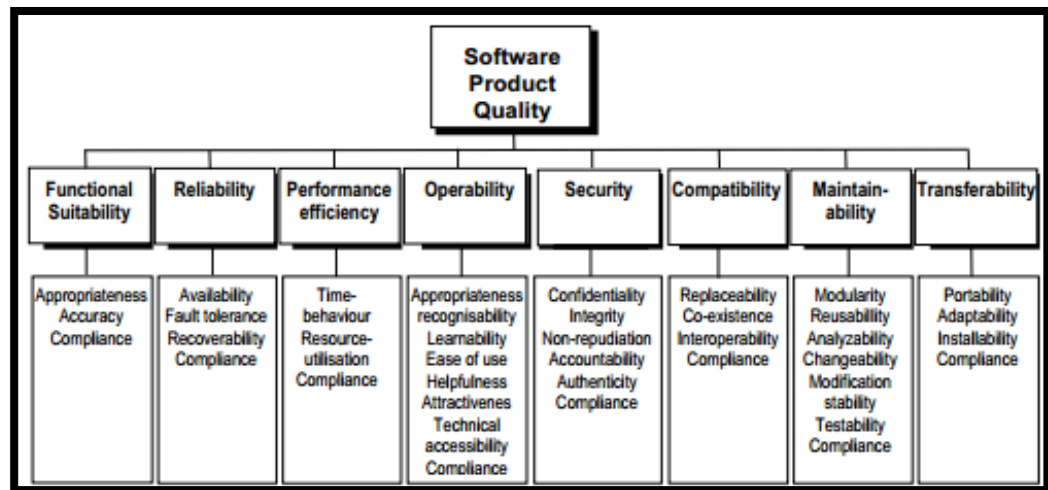 Software
Product
Quality
Functional
Suitability
Reliability
Performance
efficiency
Operability
Security
Compatibility
Maintain-
ability
Transferability
Appropriateness
Accuracy
Compliance
Availability
Fault tolerance
Recoverability
Compliance
Time-
behaviour
Resource-
utilisation
Compliance
Appropriateness
recognisability
Learnability
Ease of use
Helpfulness
Attractivenes
Technical
accessibility
Compliance
Confidentiality
Integrity
Non-repudiation
Accountability
Authenticity
Compliance
Replaceability
Co-existence
Interoperability
Compliance
Modularity
Reusabillity
Analyzability
Changeability
Modification
stability
Testability
Compliance
Portability
Adaptability
Installability
Compliance